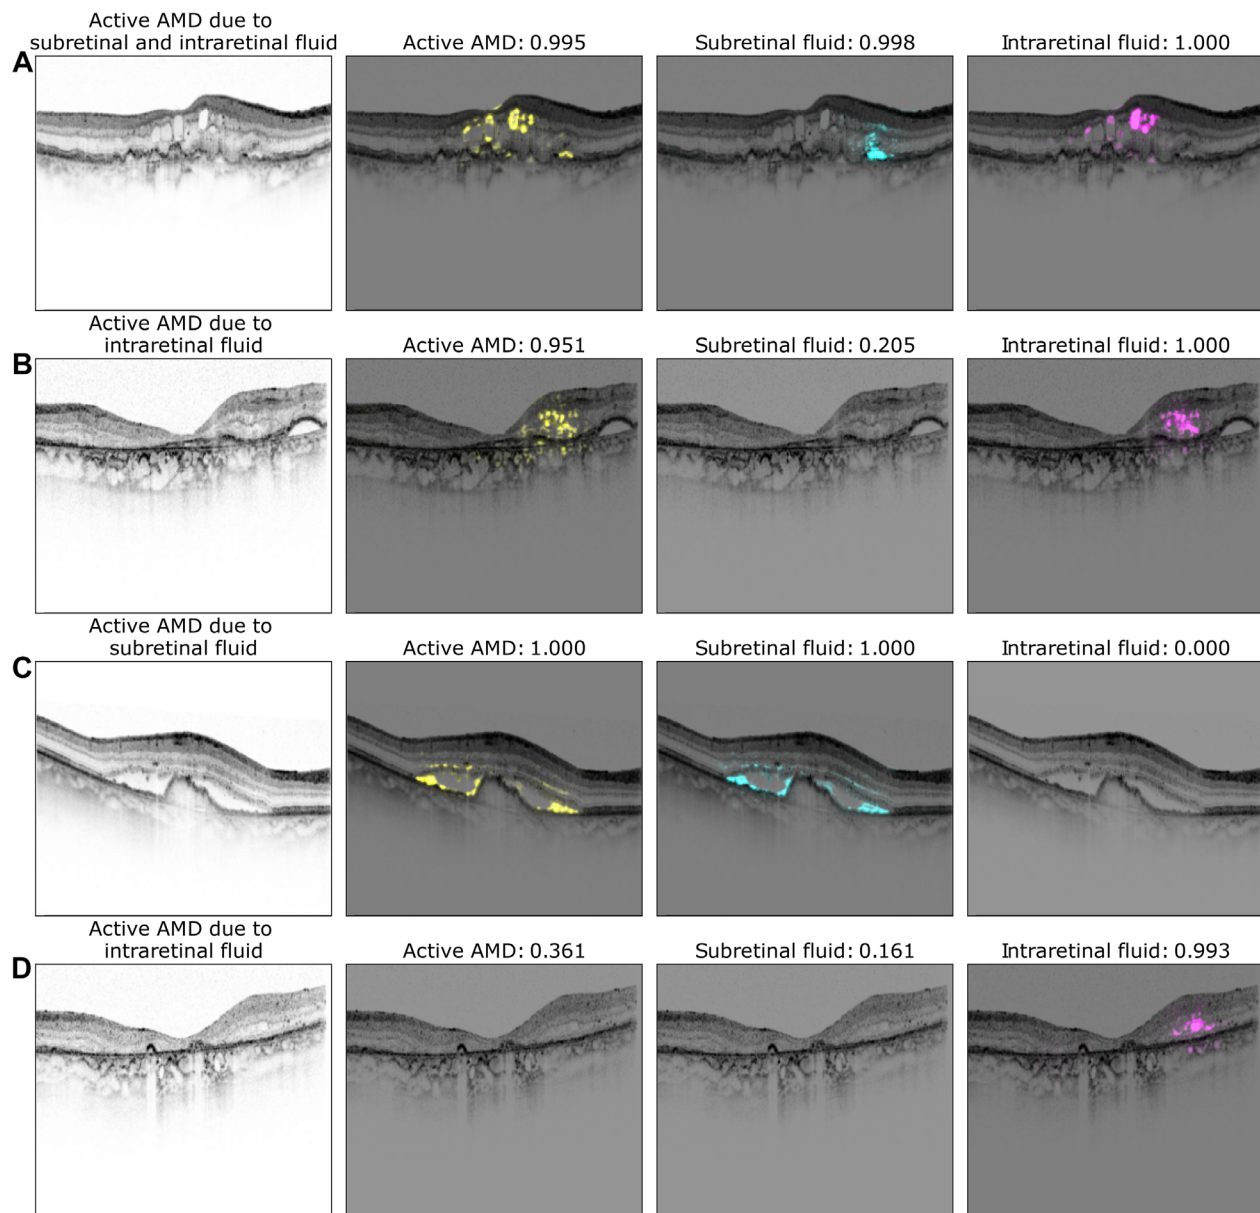 Active AMD due to
subretinal and intraretinal fluid
Active AMD: 0.995
Subretinal fluid: 0.998
Intraretinal fluid: 1.000
A
Active AMD due to
intraretinal fluid
Active AMD: 0.951
Subretinal fluid: 0.205
Intraretinal fluid: 1.000
B
Active AMD due to
subretinal fluid
Active AMD: 1.000
Subretinal fluid: 1.000
Intraretinal fluid: 0.000
C
Active AMD due to
intraretinal fluid
Active AMD: 0.361
Subretinal fluid: 0.161
Intraretinal fluid: 0.993
D